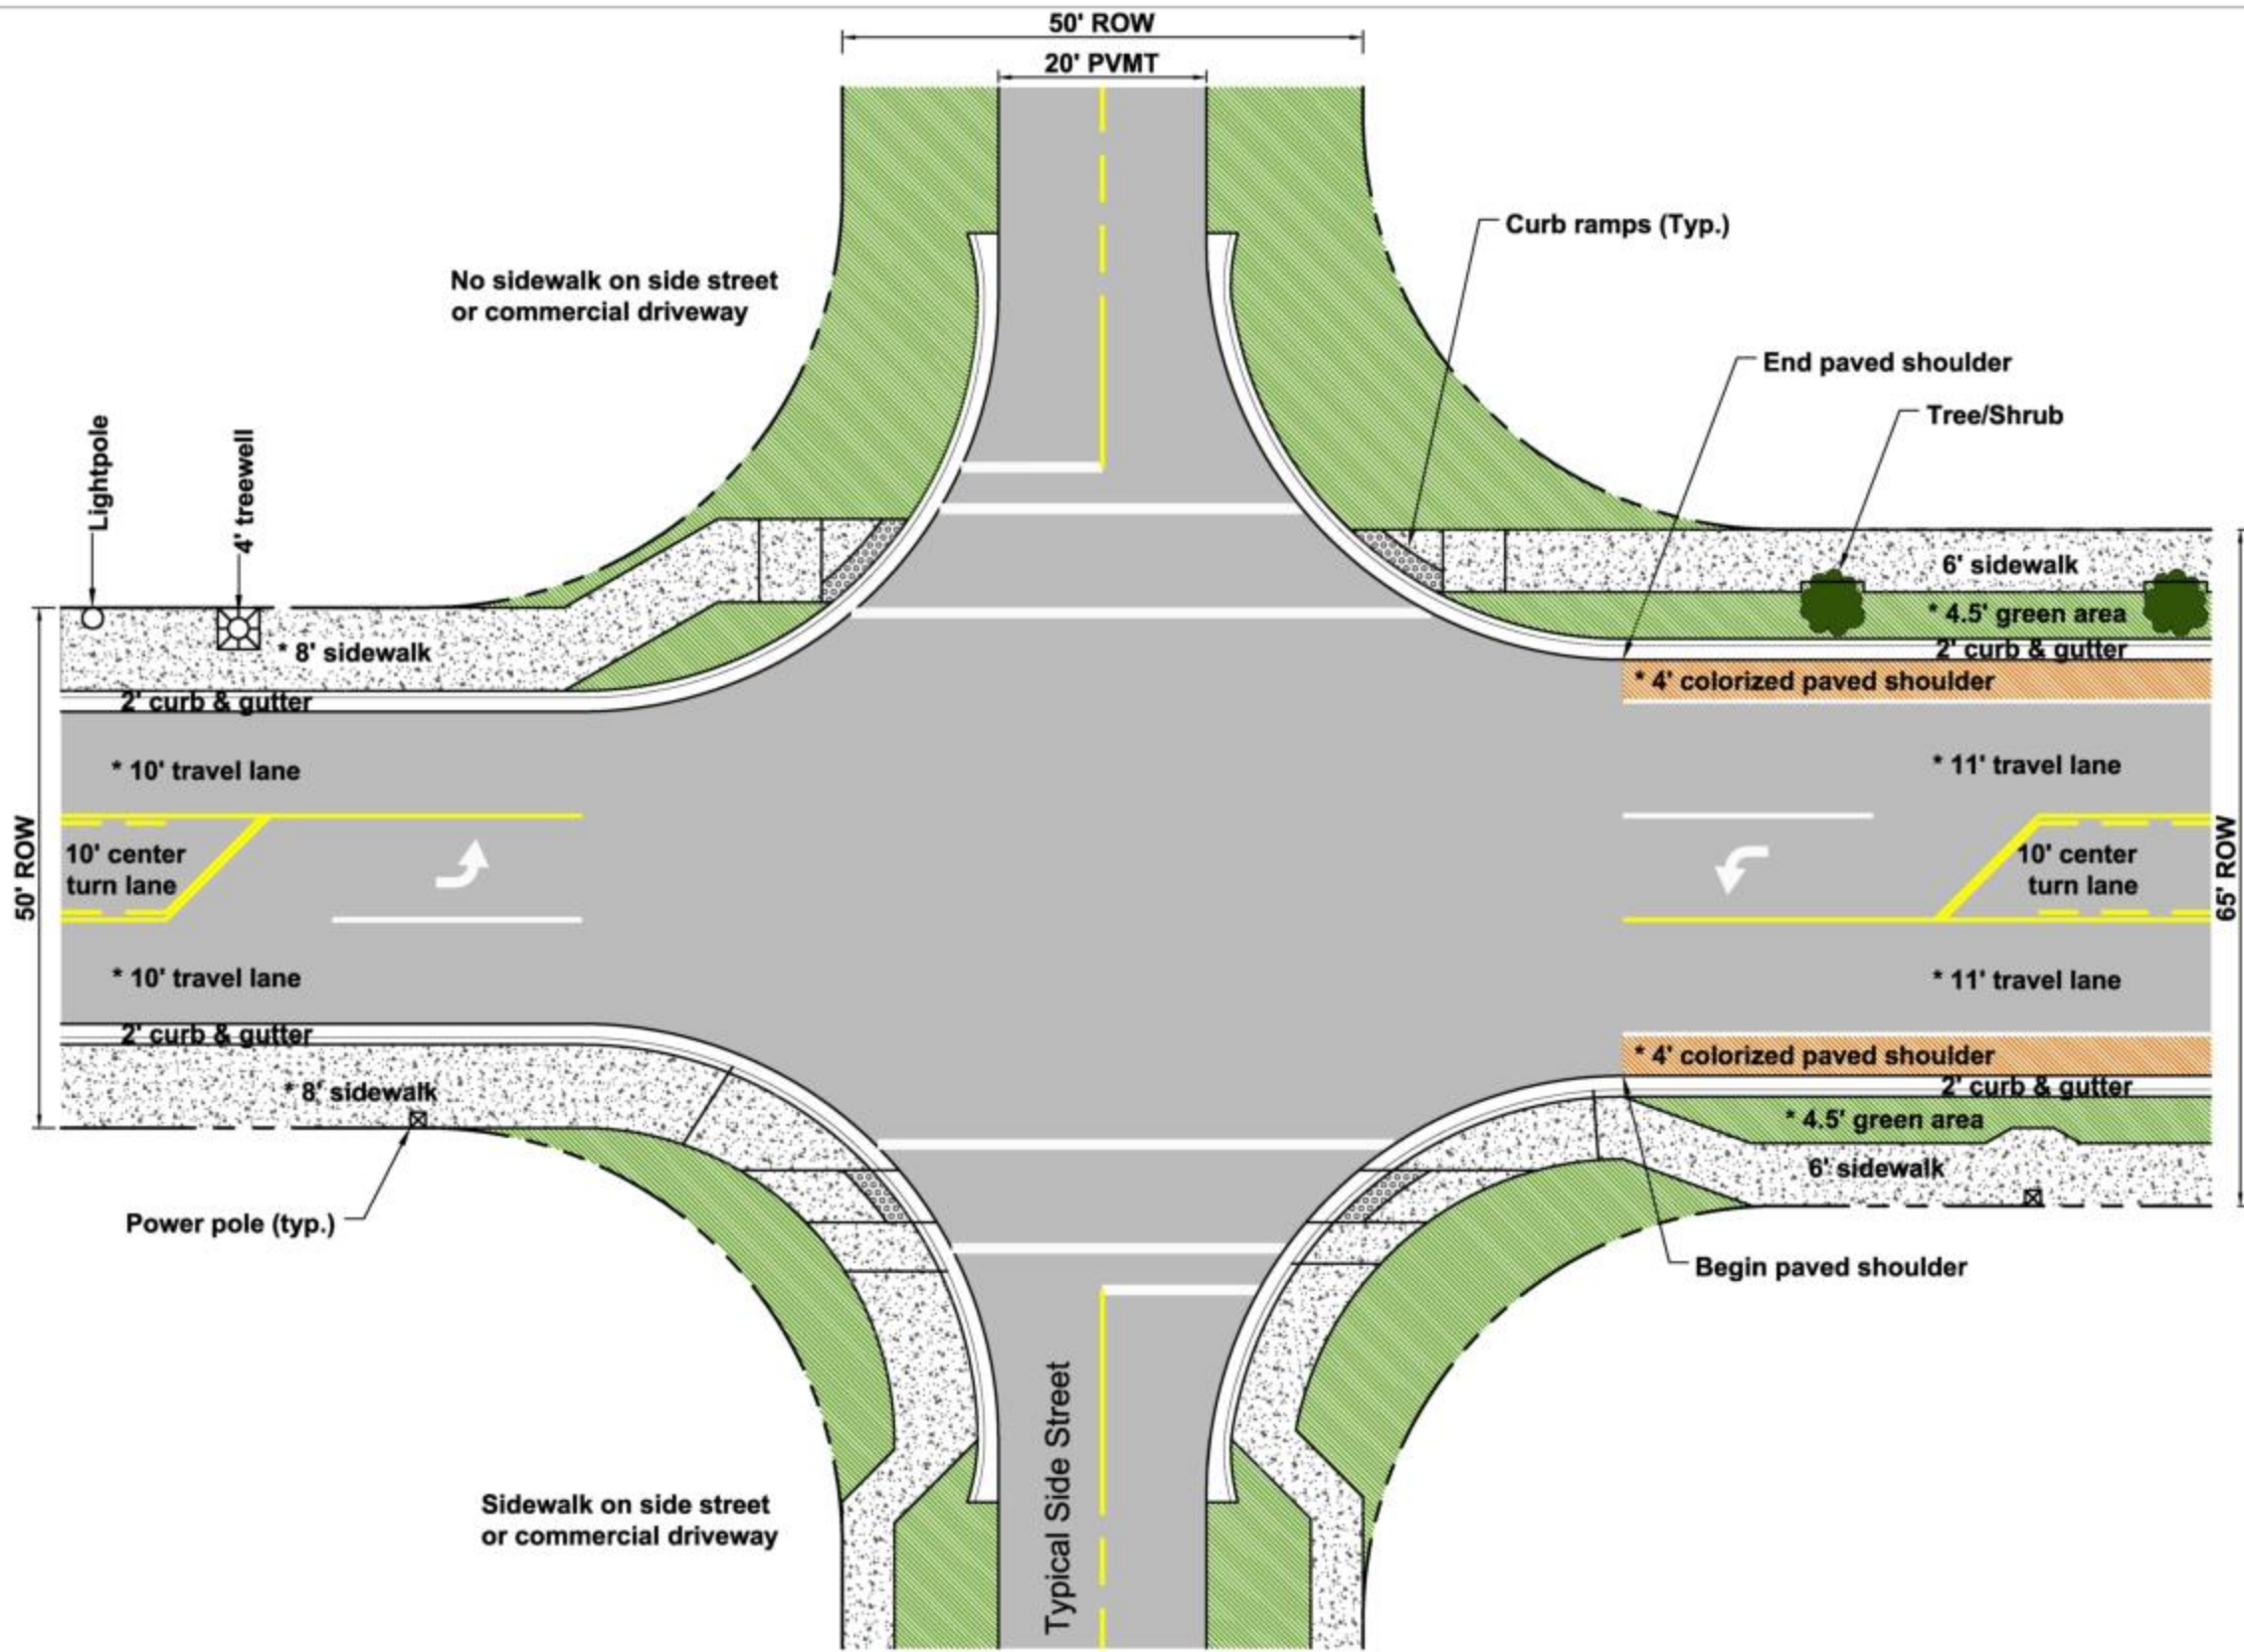 50' ROW
20' PVMT
Curb ramps (Typ.)
No sidewalk on side street
or commercial driveway
End paved shoulder
Tree/Shrub
Lightpole
4' treewell
6' sidewalk
* 4.5' green area
2' curb & gutter
* 4' colorized paved shoulder
* 8' sidewalk
2' curb & gutter
* 10' travel lane
* 11' travel lane
50' ROW
10' center
turn lane
10' center
turn lane
65' ROW
* 10' travel lane
* 11' travel lane
2' curb & gutter
* 4' colorized paved shoulder
2' curb & gutter
* 8' sidewalk
* 4.5' green area
6' sidewalk
Power pole (typ.)
Begin paved shoulder
Typical Side Street
Sidewalk on side street
or commercial driveway